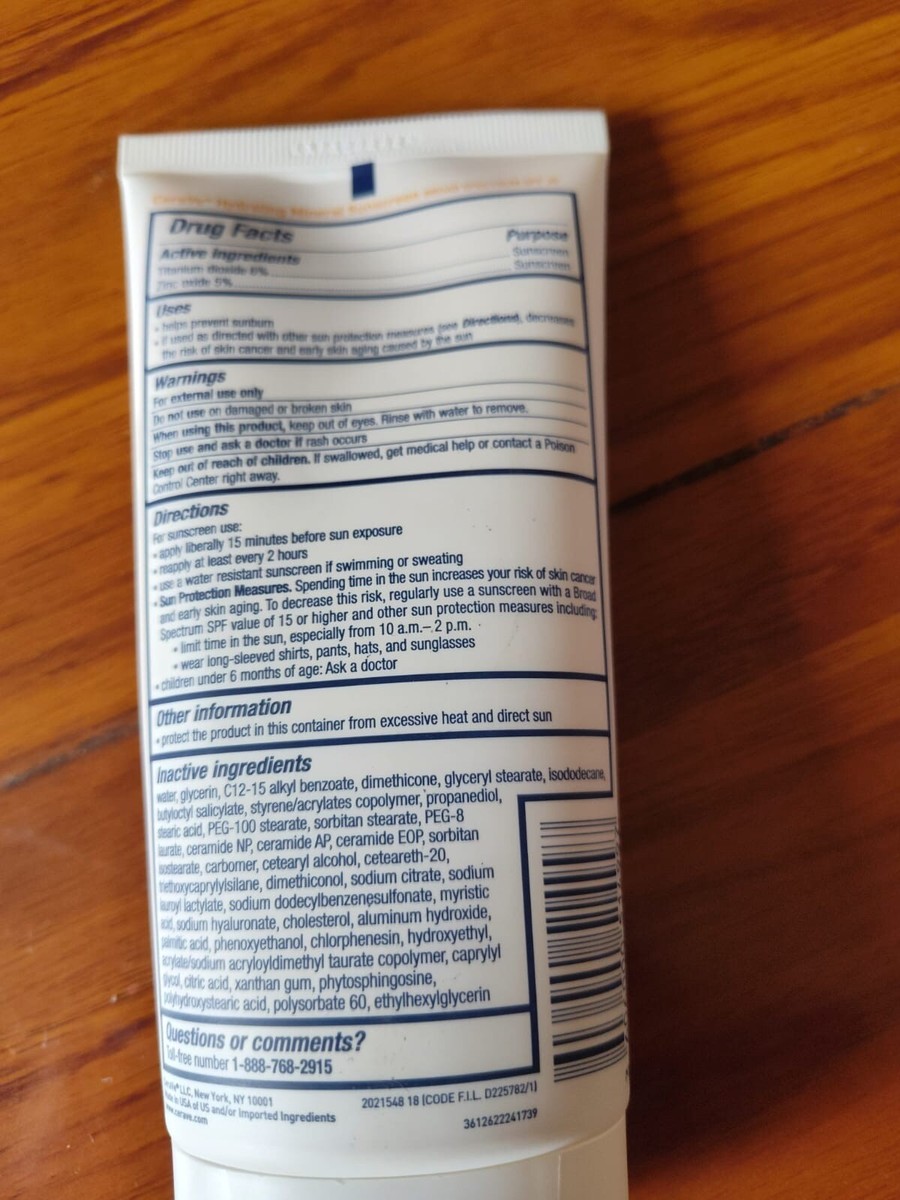 Hydrating Mineral Sunscreen
Drug Facts
Active ingredients Purpose
Titanium dioxide 6% Sunscreen
Zinc oxide 5% Sunscreen
Uses
• helps prevent sunburn
• if used as directed with other sun protection measures (see Directions), decreases
the risk of skin cancer and early skin aging caused by the sun
Warnings
For external use only
Do not use on damaged or broken skin
When using this product, keep out of eyes. Rinse with water to remove.
Stop use and ask a doctor if rash occurs
Keep out of reach of children. If swallowed, get medical help or contact a Poison
Control Center right away.
Directions
For sunscreen use:
• apply liberally 15 minutes before sun exposure
• reapply at least every 2 hours
• use a water resistant sunscreen if swimming or sweating
• Sun Protection Measures. Spending time in the sun increases your risk of skin cancer
and early skin aging. To decrease this risk, regularly use a sunscreen with a Broad
Spectrum SPF value of 15 or higher and other sun protection measures including:
• limit time in the sun, especially from 10 a.m.– 2 p.m.
• wear long-sleeved shirts, pants, hats, and sunglasses
• children under 6 months of age: Ask a doctor
Other information
• protect the product in this container from excessive heat and direct sun
Inactive ingredients
water, glycerin, C12-15 alkyl benzoate, dimethicone, glyceryl stearate, isododecane,
butyloctyl salicylate, styrene/acrylates copolymer, propanediol,
stearic acid, PEG-100 stearate, sorbitan stearate, PEG-8
laurate, ceramide NP, ceramide AP, ceramide EOP, sorbitan
isostearate, carbomer, cetearyl alcohol, ceteareth-20,
triethoxycaprylylsilane, dimethiconol, sodium citrate, sodium
lauroyl lactylate, sodium dodecylbenzenesulfonate, myristic
acid, sodium hyaluronate, cholesterol, aluminum hydroxide,
palmitic acid, phenoxyethanol, chlorphenesin, hydroxyethyl,
acrylate/sodium acryloyldimethyl taurate copolymer, caprylyl
glycol, citric acid, xanthan gum, phytosphingosine,
polyhydroxystearic acid, polysorbate 60, ethylhexylglycerin
Questions or comments?
Toll-free number 1-888-768-2915
CeraVe® LLC, New York, NY 10001
Made in USA of US and/or Imported Ingredients
www.cerave.com
2021548 18 (CODE F.I.L. D225782/1)
3612622241739